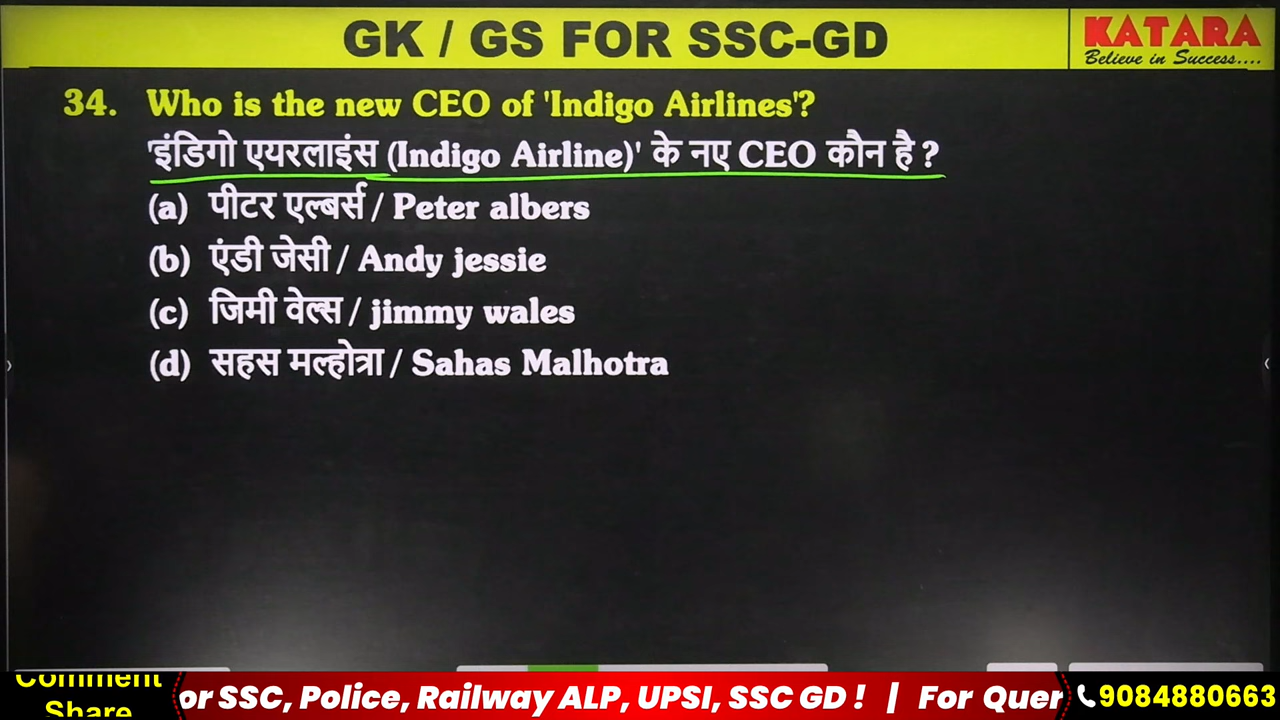 GK / GS FOR SSC-GD
KATARA
Believe in Success....
34. Who is the new CEO of 'Indigo Airlines'?
'इंडिगो एयरलाइंस (Indigo Airline)' के नए CEO कौन है ?
(a) पीटर एल्बर्स / Peter albers
(b) एंडी जेसी / Andy jessie
(c) जिमी वेल्स / jimmy wales
(d) सहस मल्होत्रा / Sahas Malhotra
Comment
Share
or SSC, Police, Railway ALP, UPSI, SSC GD ! | For Quer
9084880663